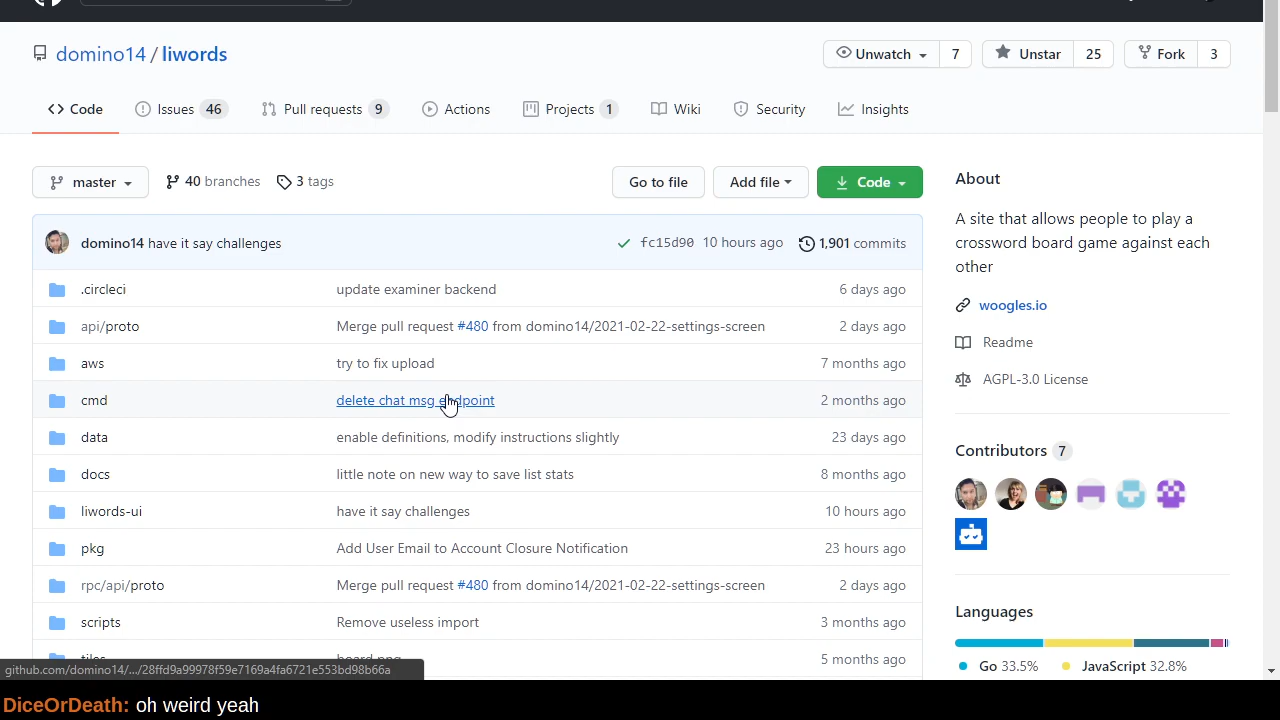 domino14 / liwords
Unwatch 7
Unstar 25
Fork 3
Code
Issues 46
Pull requests 9
Actions
Projects 1
Wiki
Security
Insights
master
40 branches
3 tags
Go to file
Add file
Code
domino14 have it say challenges fc15d90 10 hours ago 1,901 commits
.circleci update examiner backend 6 days ago
api/proto Merge pull request #480 from domino14/2021-02-22-settings-screen 2 days ago
aws try to fix upload 7 months ago
cmd delete chat msg endpoint 2 months ago
data enable definitions, modify instructions slightly 23 days ago
docs little note on new way to save list stats 8 months ago
liwords-ui have it say challenges 10 hours ago
pkg Add User Email to Account Closure Notification 23 hours ago
rpc/api/proto Merge pull request #480 from domino14/2021-02-22-settings-screen 2 days ago
scripts Remove useless import 3 months ago
tiles board.png 5 months ago
About
A site that allows people to play a
crossword board game against each
other
woogles.io
Readme
AGPL-3.0 License
Contributors 7
Languages
Go 33.5% JavaScript 32.8%
github.com/domino14/.../28ffd9a99978f59e7169a4fa6721e553bd98b66a
DiceOrDeath: oh weird yeah